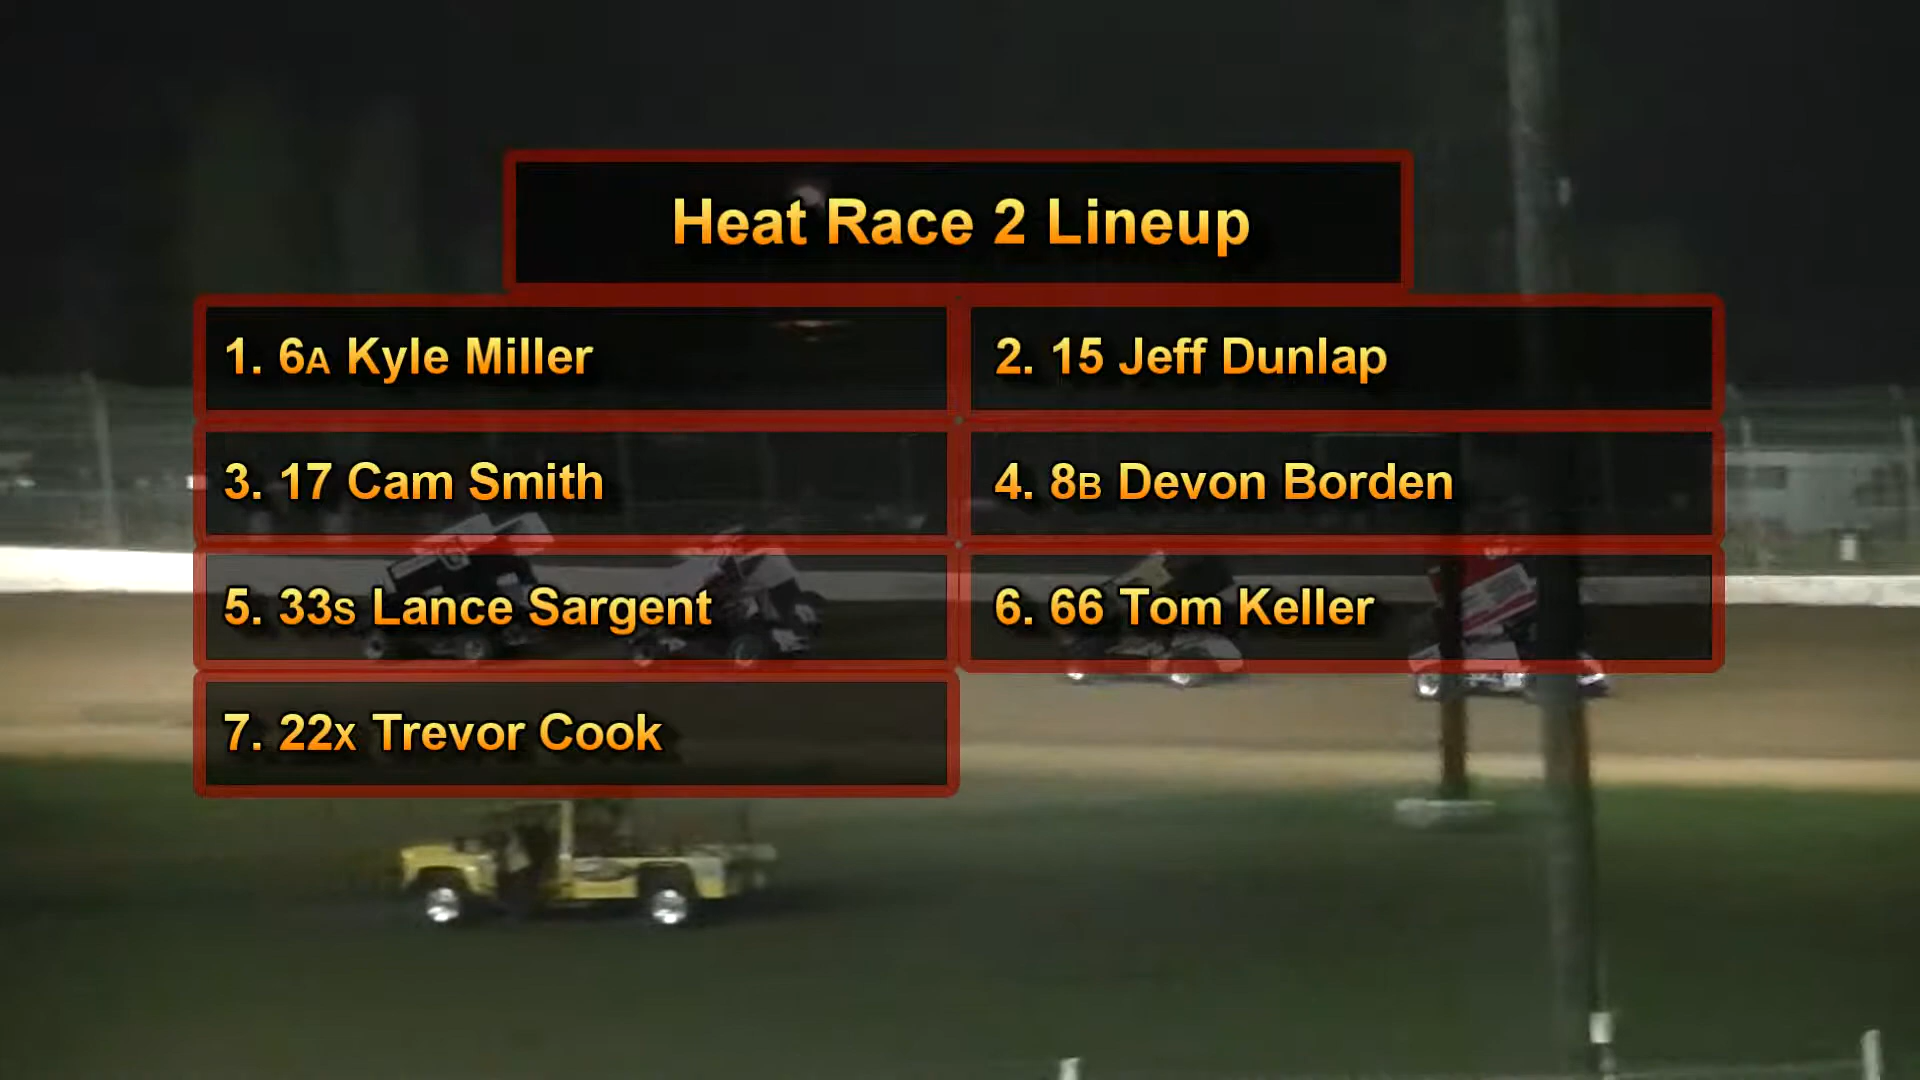 Heat Race 2 Lineup
1. 6A Kyle Miller
2. 15 Jeff Dunlap
3. 17 Cam Smith
4. 8B Devon Borden
5. 33s Lance Sargent
6. 66 Tom Keller
7. 22x Trevor Cook